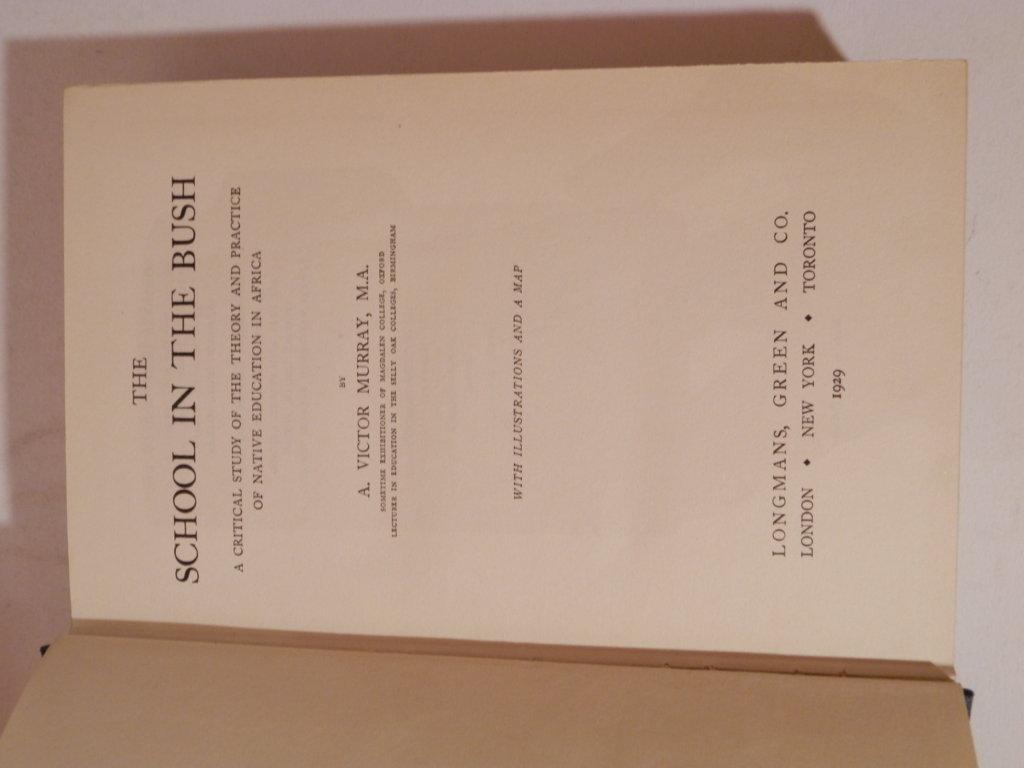 THE
SCHOOL IN THE BUSH
A CRITICAL STUDY OF THE THEORY AND PRACTICE
OF NATIVE EDUCATION IN AFRICA
BY
A. VICTOR MURRAY, M.A.
SOMETIME EXHIBITIONER OF MAGDALEN COLLEGE, OXFORD
LECTURER IN EDUCATION IN THE SELLY OAK COLLEGES, BIRMINGHAM
WITH ILLUSTRATIONS AND A MAP
LONGMANS, GREEN AND CO.
LONDON ♦ NEW YORK ♦ TORONTO
1929